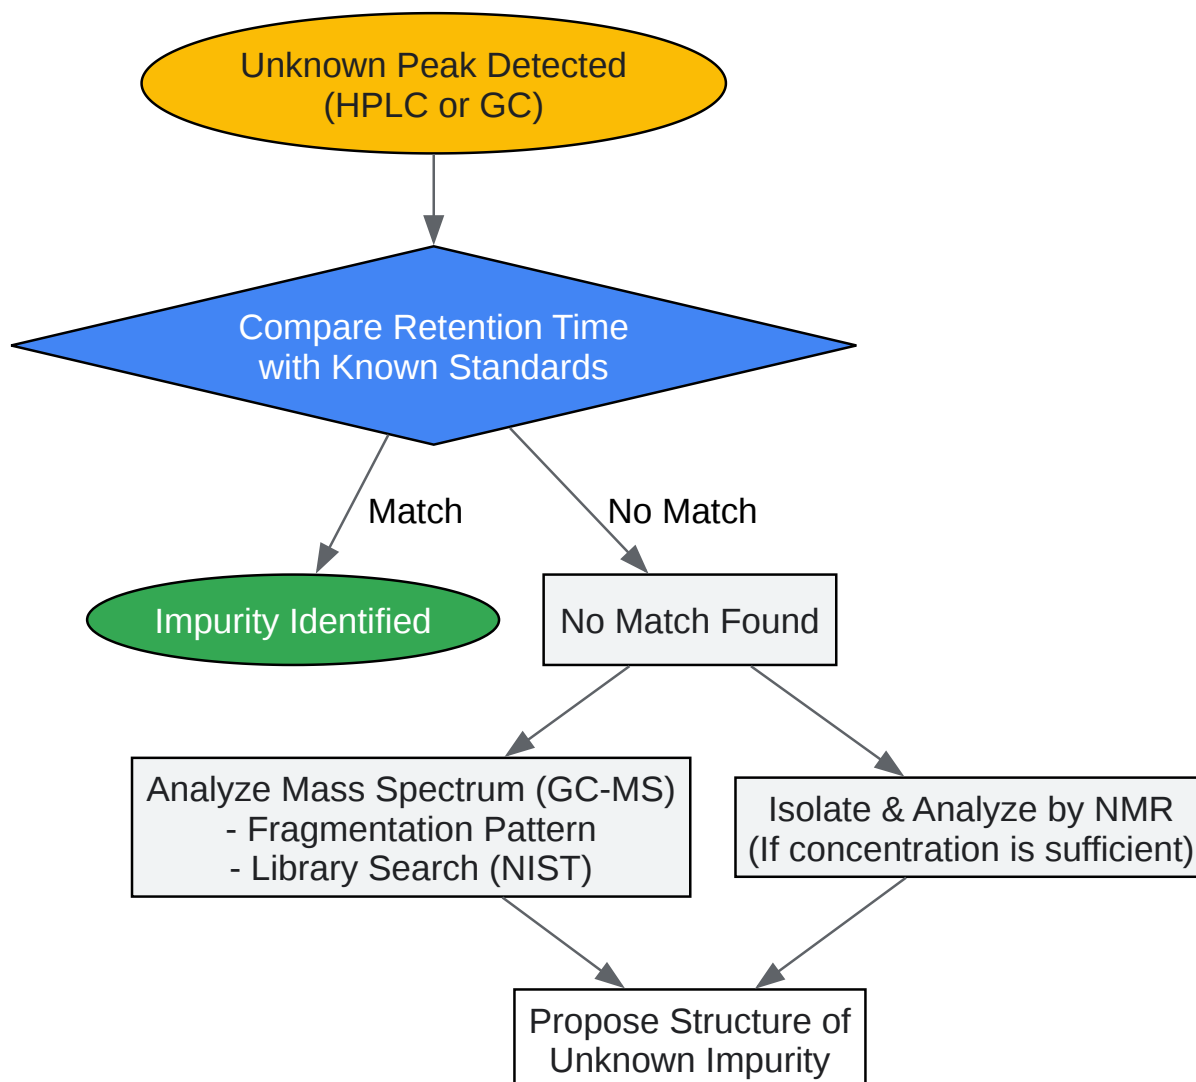 Unknown Peak Detected
(HPLC or GC)
Compare Retention Time
with Known Standards
Match
No Match
Impurity Identified
No Match Found
Analyze Mass Spectrum (GC-MS)
- Fragmentation Pattern
- Library Search (NIST)
Isolate & Analyze by NMR
(If concentration is sufficient)
Propose Structure of
Unknown Impurity